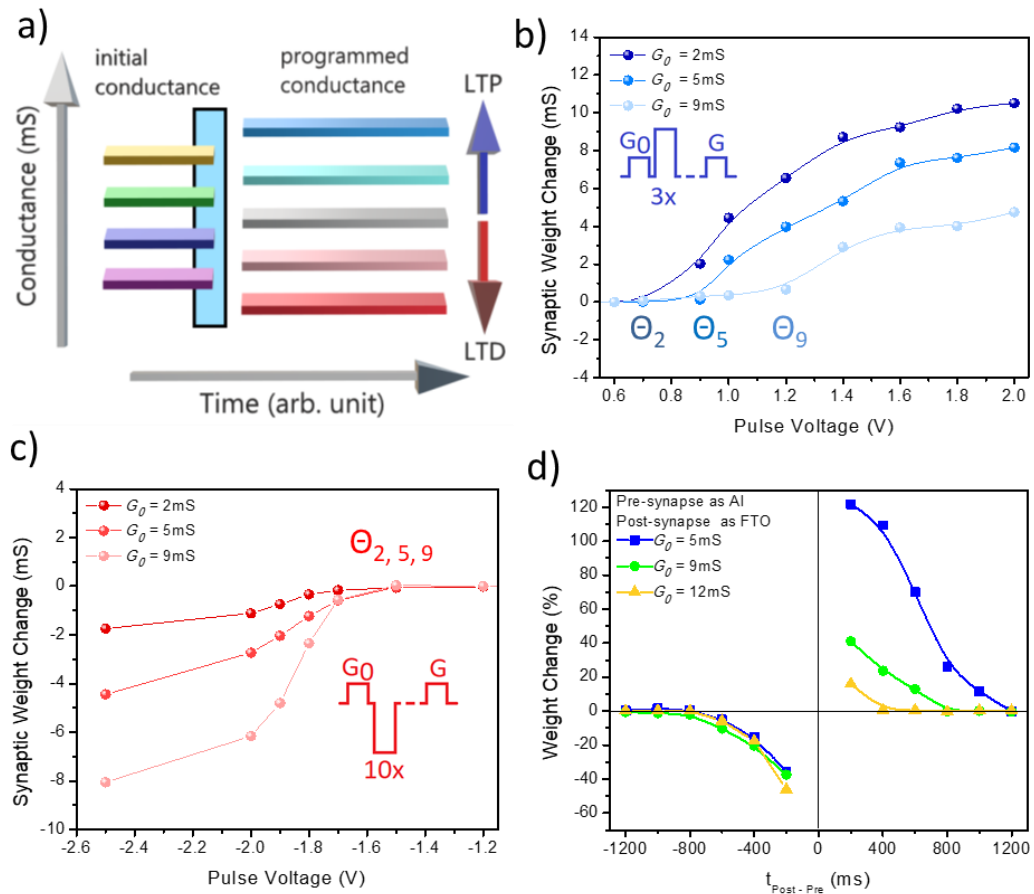 a)
initial
conductance
programmed
conductance
LTP
LTD
Conductance (mS)
Time (arb. unit)
b)
Synaptic Weight Change (mS)
14
12
10
8
6
4
2
0
-2
-4
G0 = 2mS
G0 = 5mS
G0 = 9mS
G0
G
3x
Θ2
Θ5
Θ9
0.6 0.8 1.0 1.2 1.4 1.6 1.8 2.0
Pulse Voltage (V)
c)
Synaptic Weight Change (mS)
4
2
0
-2
-4
-6
-8
-10
G0 = 2mS
G0 = 5mS
G0 = 9mS
Θ2, 5, 9
G0
G
10x
-2.6 -2.4 -2.2 -2.0 -1.8 -1.6 -1.4 -1.2
Pulse Voltage (V)
d)
Weight Change (%)
120
100
80
60
40
20
0
-20
-40
-60
Pre-synapse as Al
Post-synapse as FTO
G0 = 5mS
G0 = 9mS
G0 = 12mS
-1200 -800 -400 0 400 800 1200
tPost - Pre (ms)